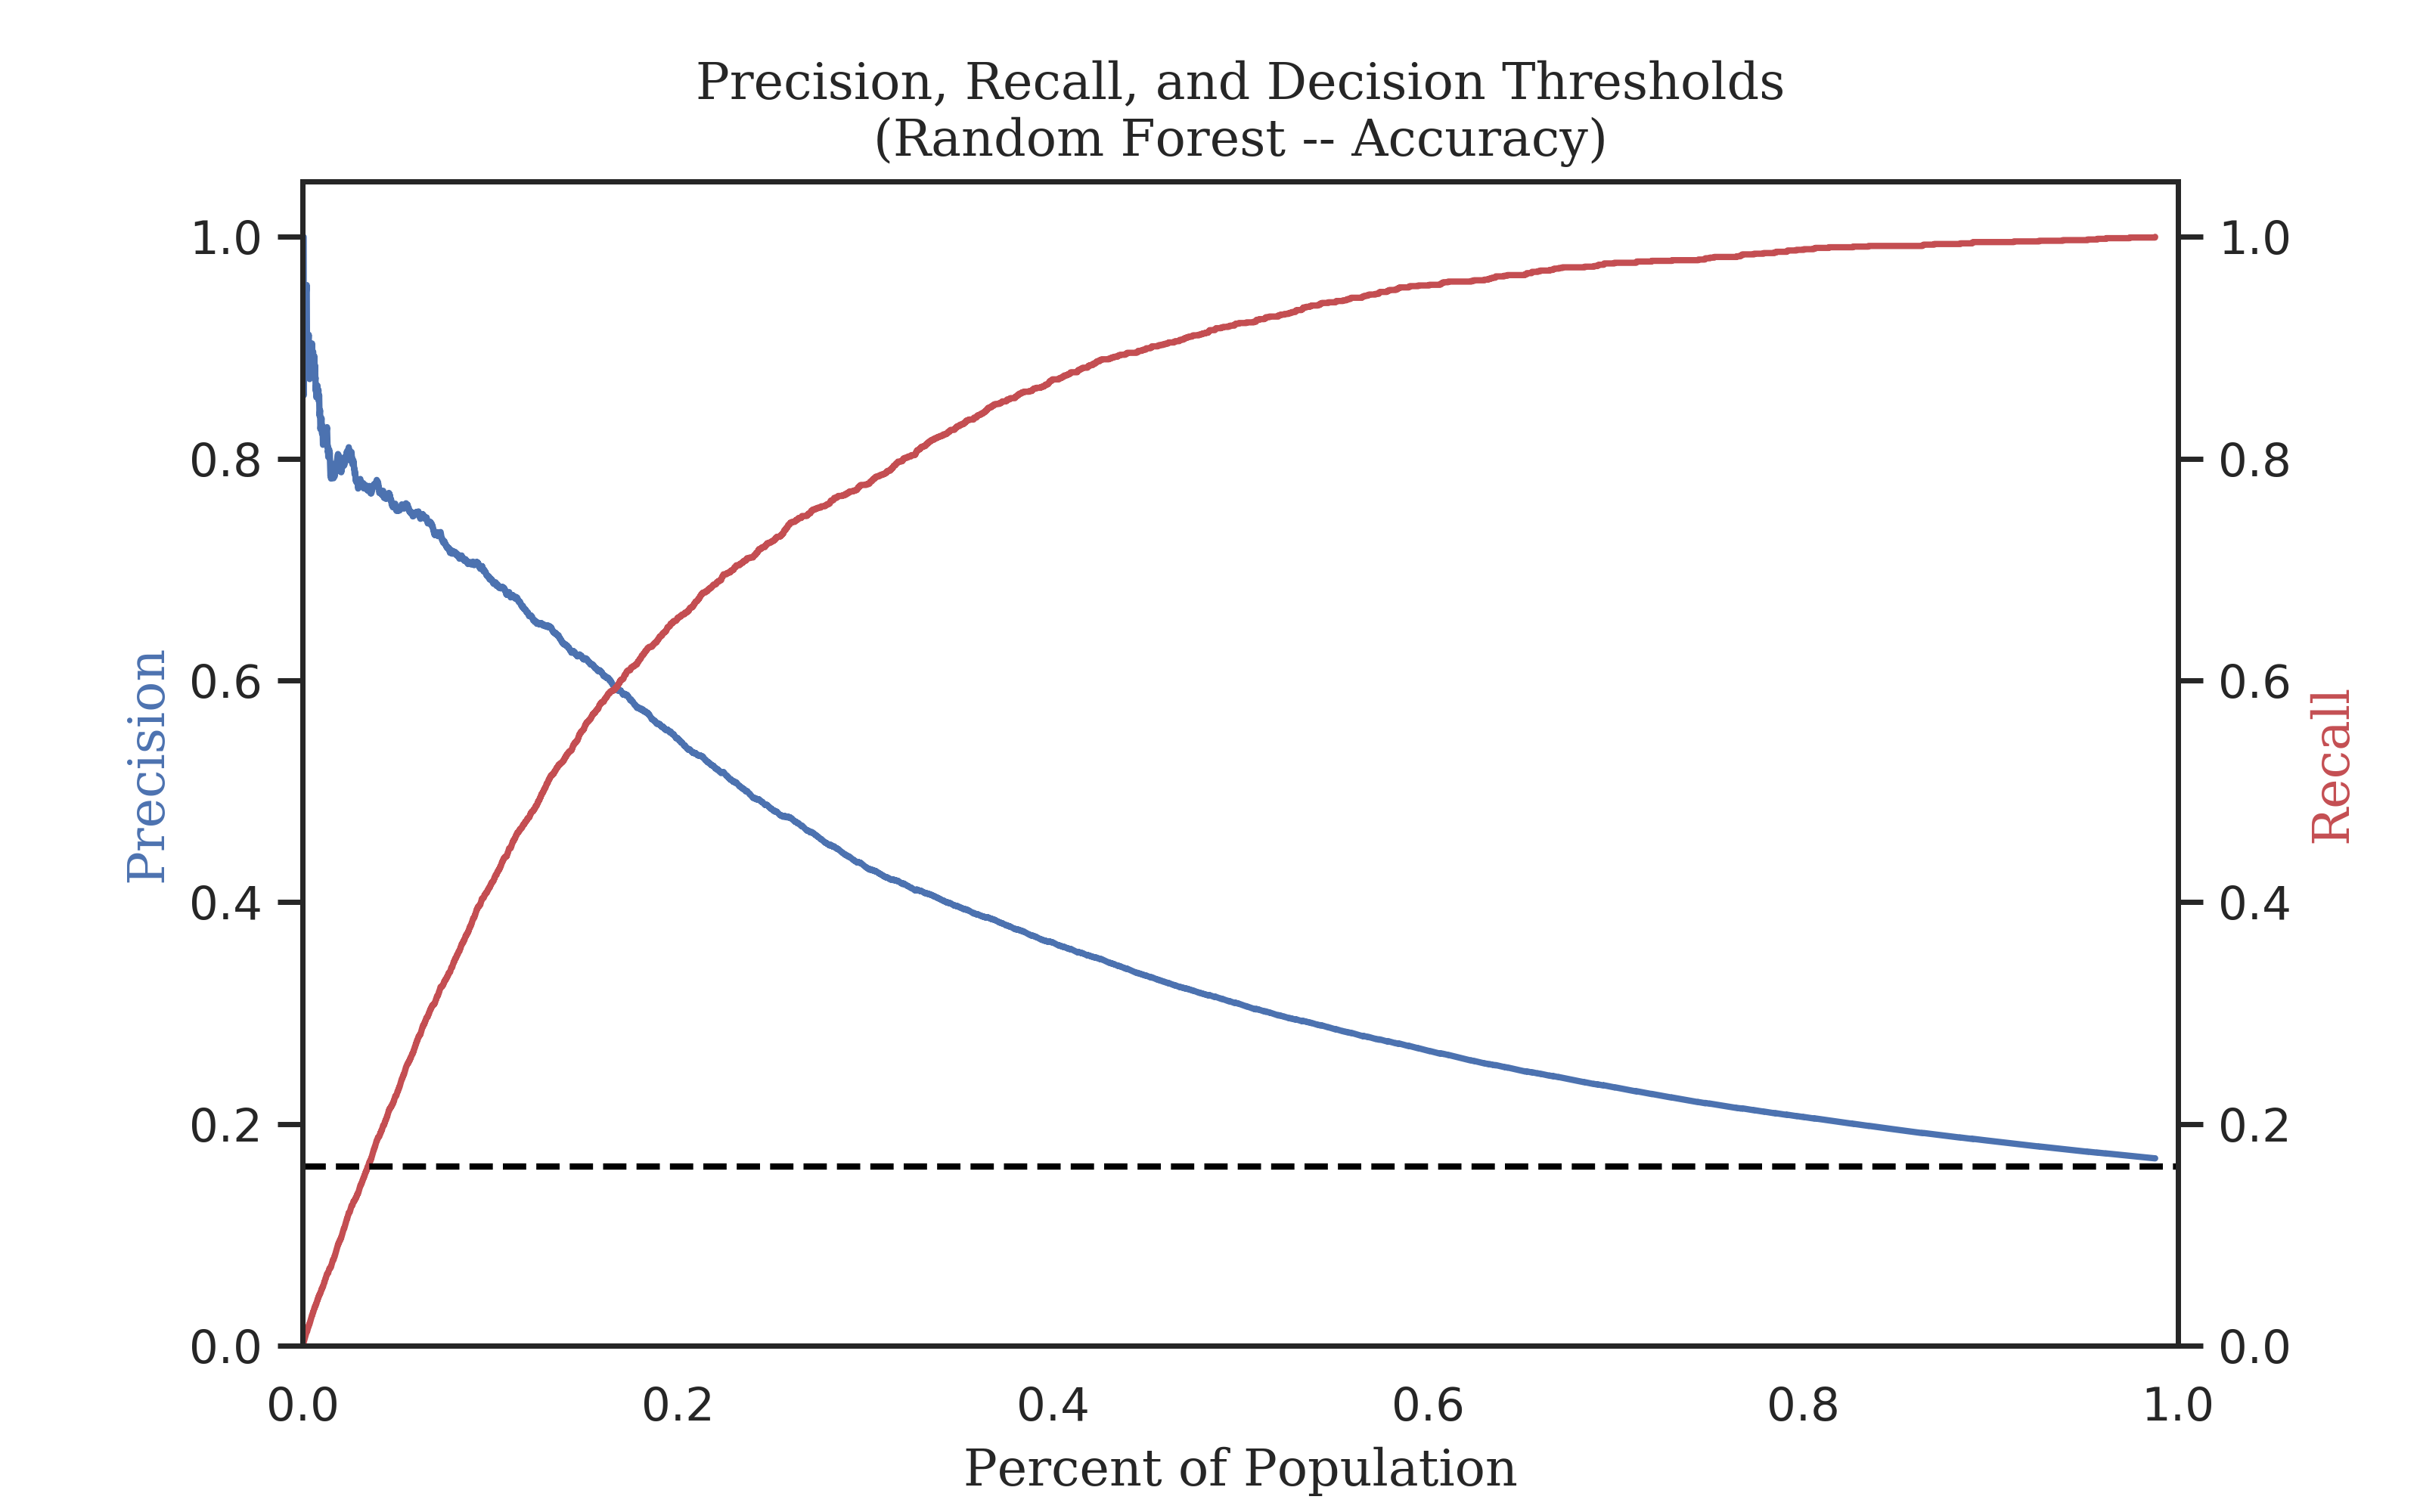 Precision, Recall, and Decision Thresholds
(Random Forest -- Accuracy)
1.0
0.8
0.6
0.4
0.2
0.0
Precision
1.0
0.8
0.6
0.4
0.2
0.0
Recall
0.0 0.2 0.4 0.6 0.8 1.0
Percent of Population